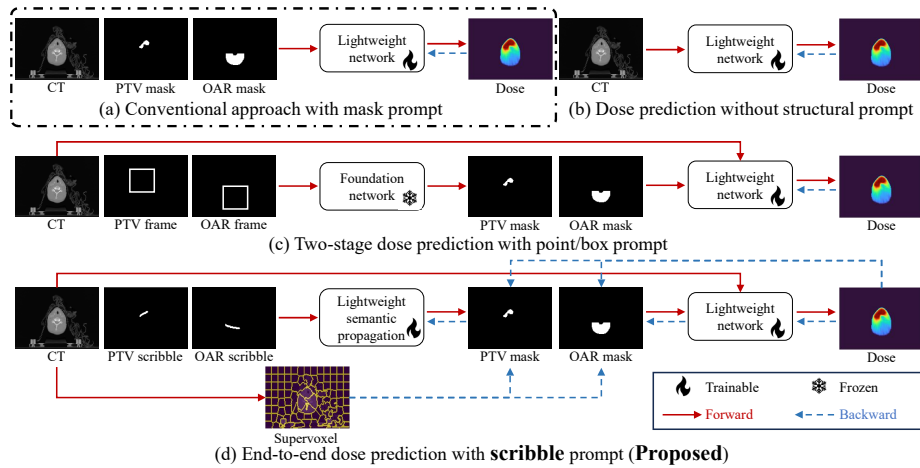 Lightweight
network
CT
PTV mask
OAR mask
Dose
(a) Conventional approach with mask prompt
Lightweight
network
CT
Dose
(b) Dose prediction without structural prompt
Foundation
network
Lightweight
network
CT
PTV frame
OAR frame
PTV mask
OAR mask
Dose
(c) Two-stage dose prediction with point/box prompt
Lightweight
semantic
propagation
Lightweight
network
CT
PTV scribble
OAR scribble
PTV mask
OAR mask
Dose
Supervoxel
Trainable
Frozen
Forward
Backward
(d) End-to-end dose prediction with scribble prompt (Proposed)